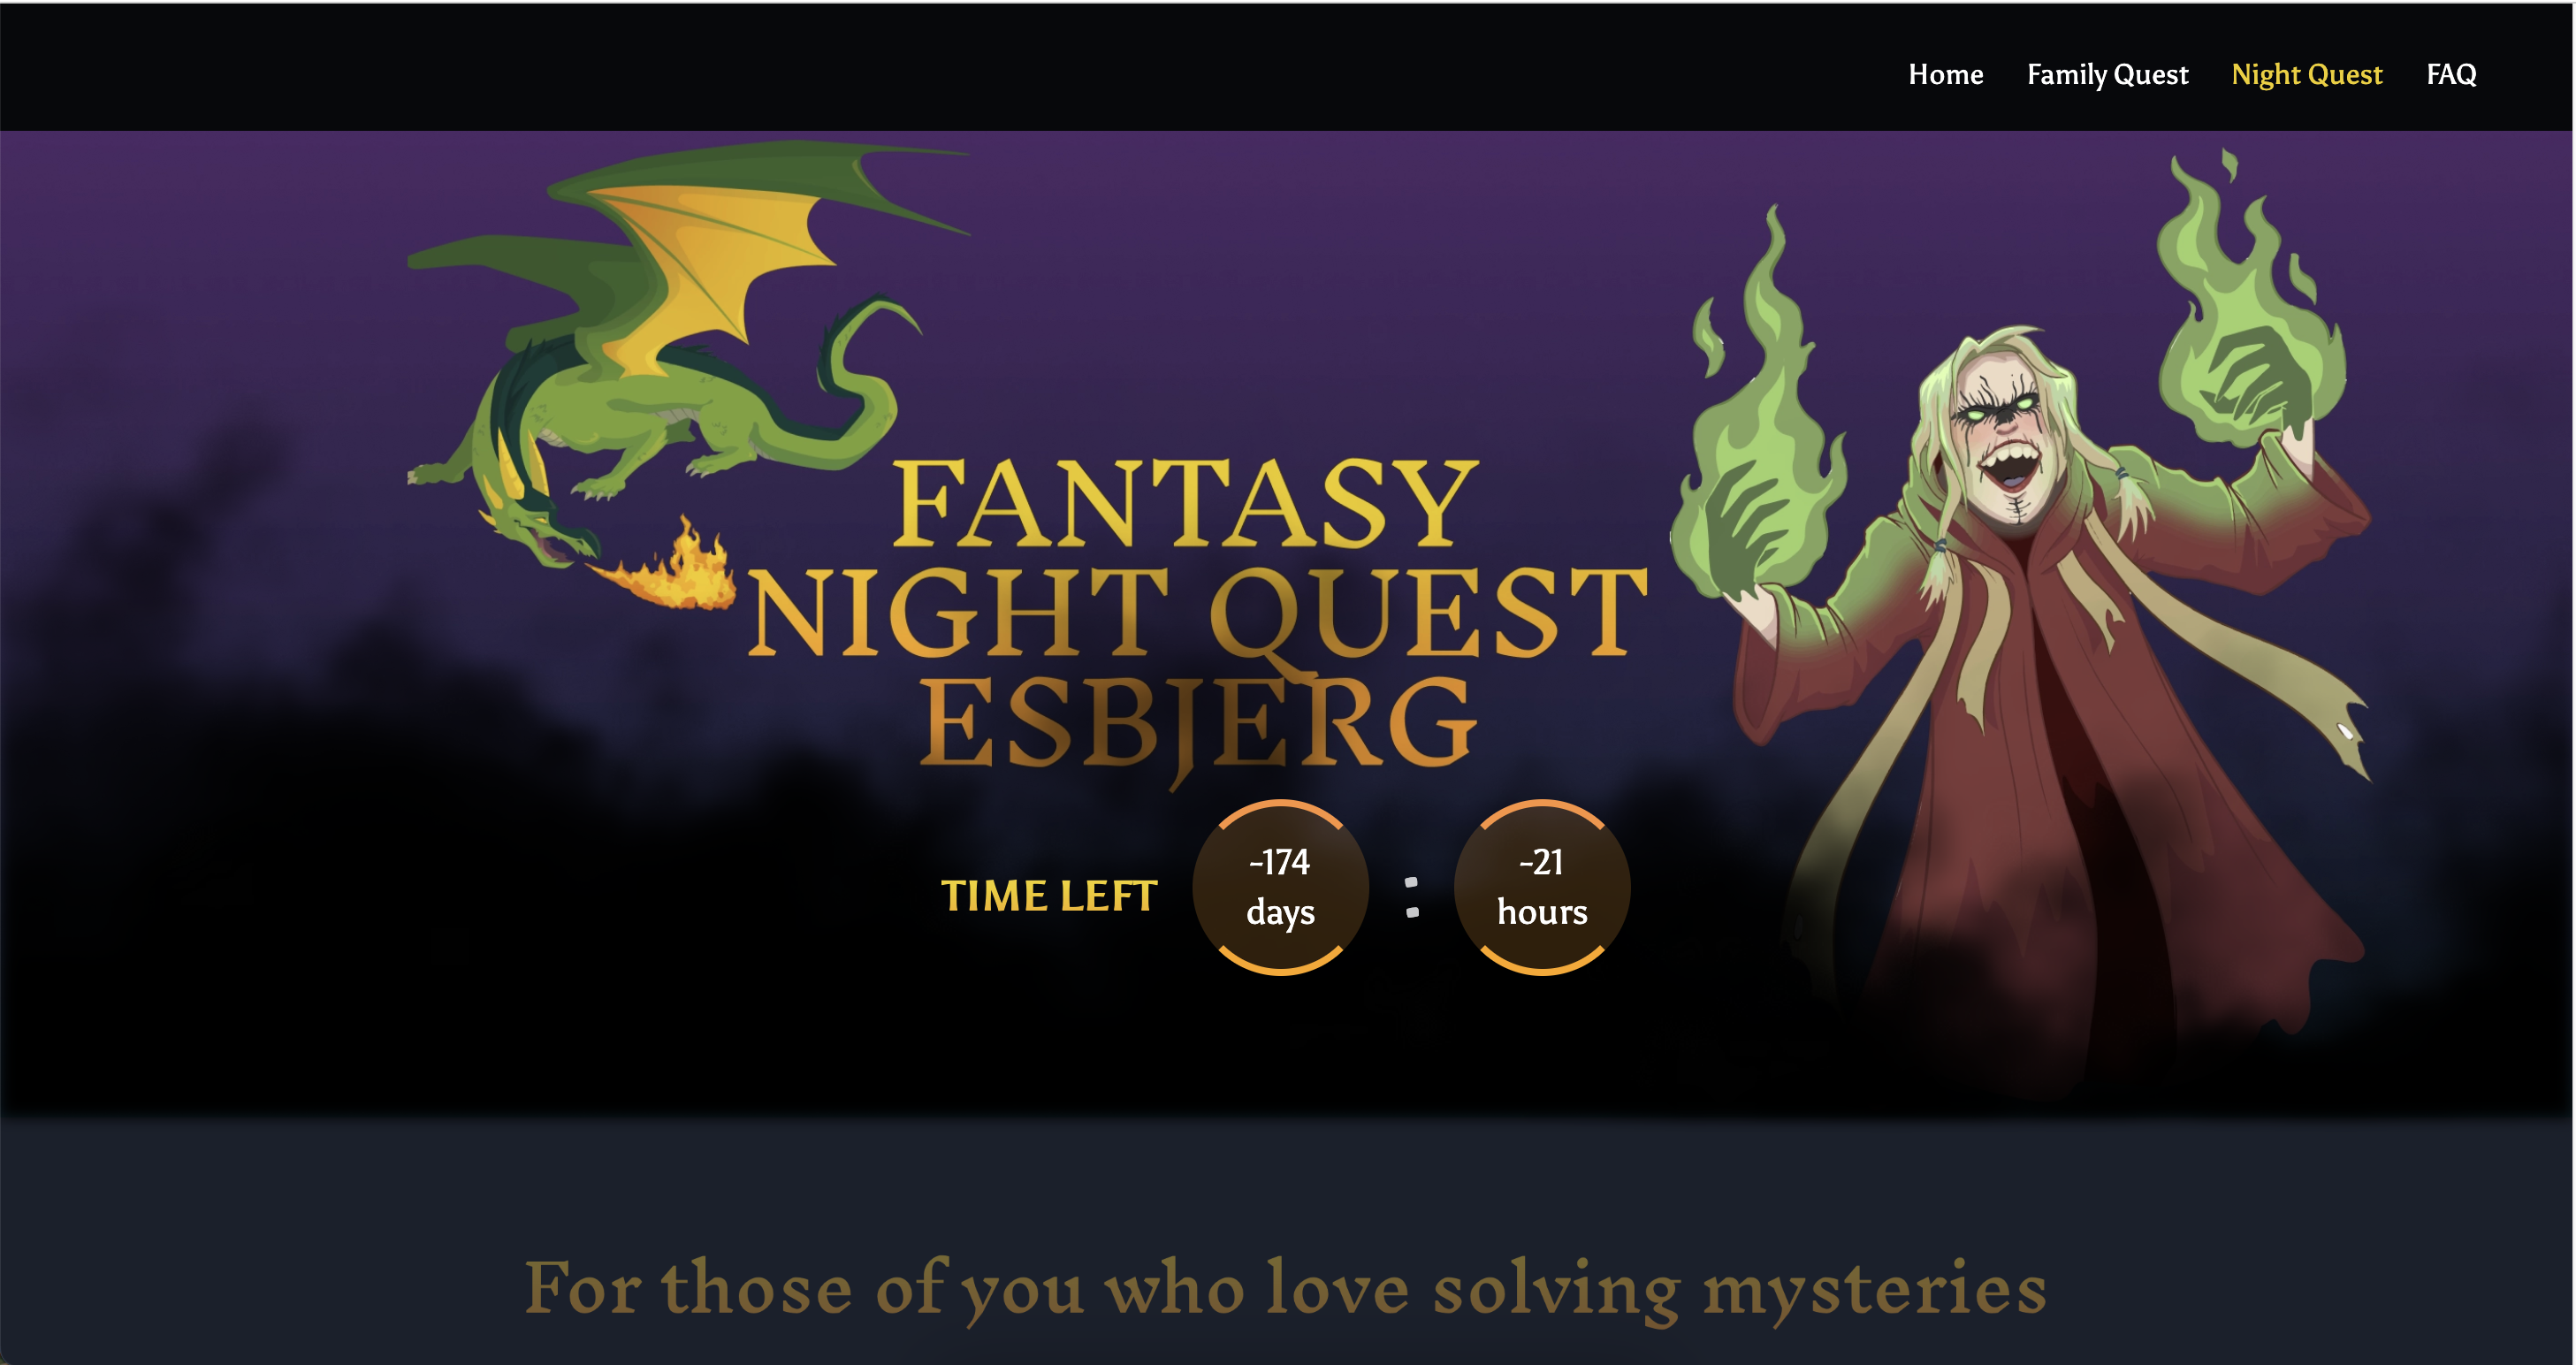 Home Family Quest Night Quest FAQ
FANTASY
NIGHT QUEST
ESBJERG
TIME LEFT
-174
days
:
-21
hours
For those of you who love solving mysteries